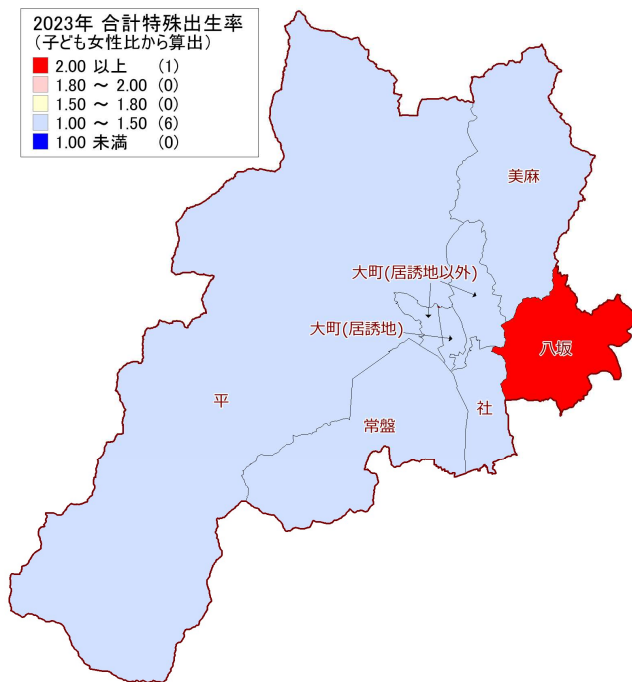 2023年 合計特殊出生率
(子ども女性比から算出)
2.00 以上 (1)
1.80 ～ 2.00 (0)
1.50 ～ 1.80 (0)
1.00 ～ 1.50 (6)
1.00 未満 (0)
美麻
大町(居誘地以外)
大町(居誘地)
八坂
平
常盤
社